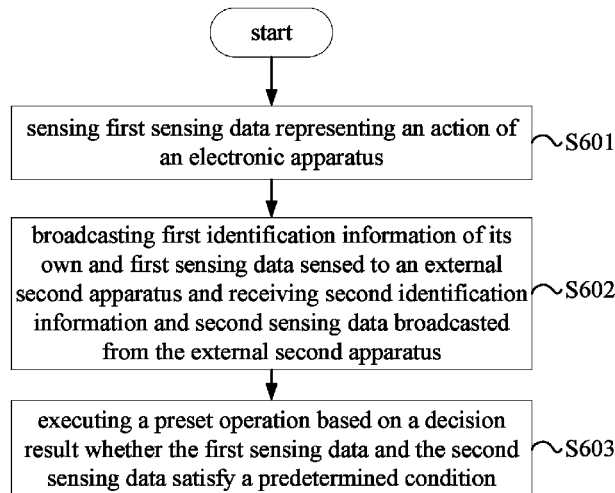 start
sensing first sensing data representing an action of
an electronic apparatus
S601
broadcasting first identification information of its
own and first sensing data sensed to an external
second apparatus and receiving second identification
information and second sensing data broadcasted
from the external second apparatus
S602
executing a preset operation based on a decision
result whether the first sensing data and the second
sensing data satisfy a predetermined condition
S603